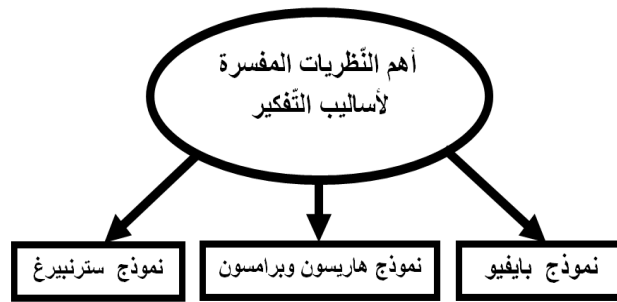 أهم النّظريات المفسرة
لأساليب التّفكير
نموذج بايفيو
نموذج هاريسون وبرامسون
نموذج سترنبيرغ